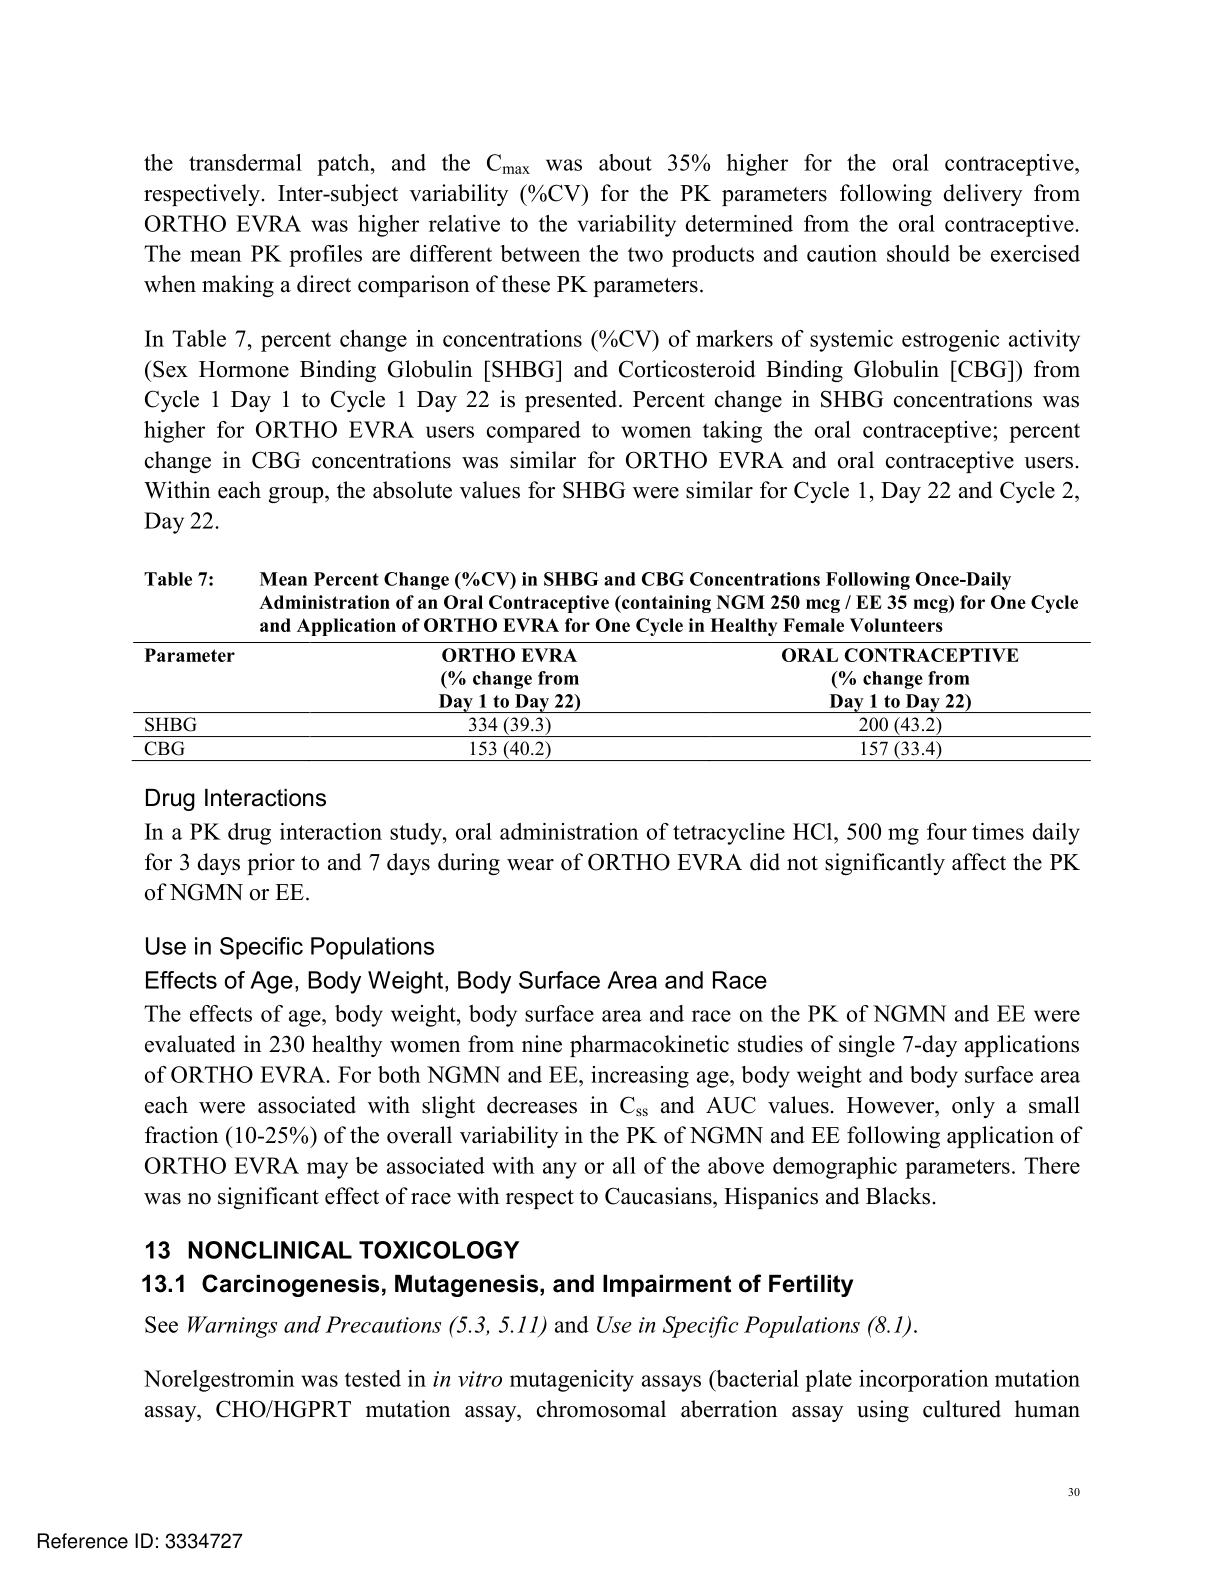 the transdermal patch, and the Cmax was about 35% higher for the oral contraceptive,
respectively. Inter-subject variability (%CV) for the PK parameters following delivery from
ORTHO EVRA was higher relative to the variability determined from the oral contraceptive.
The mean PK profiles are different between the two products and caution should be exercised
when making a direct comparison of these PK parameters.
In Table 7, percent change in concentrations (%CV) of markers of systemic estrogenic activity
(Sex Hormone Binding Globulin [SHBG] and Corticosteroid Binding Globulin [CBG]) from
Cycle 1 Day 1 to Cycle 1 Day 22 is presented. Percent change in SHBG concentrations was
higher for ORTHO EVRA users compared to women taking the oral contraceptive; percent
change in CBG concentrations was similar for ORTHO EVRA and oral contraceptive users.
Within each group, the absolute values for SHBG were similar for Cycle 1, Day 22 and Cycle 2,
Day 22.
Table 7: Mean Percent Change (%CV) in SHBG and CBG Concentrations Following Once-Daily
Administration of an Oral Contraceptive (containing NGM 250 mcg / EE 35 mcg) for One Cycle
and Application of ORTHO EVRA for One Cycle in Healthy Female Volunteers
Parameter ORTHO EVRA ORAL CONTRACEPTIVE
(% change from (% change from
Day 1 to Day 22) Day 1 to Day 22)
SHBG 334 (39.3) 200 (43.2)
CBG 153 (40.2) 157 (33.4)
Drug Interactions
In a PK drug interaction study, oral administration of tetracycline HCl, 500 mg four times daily
for 3 days prior to and 7 days during wear of ORTHO EVRA did not significantly affect the PK
of NGMN or EE.
Use in Specific Populations
Effects of Age, Body Weight, Body Surface Area and Race
The effects of age, body weight, body surface area and race on the PK of NGMN and EE were
evaluated in 230 healthy women from nine pharmacokinetic studies of single 7-day applications
of ORTHO EVRA. For both NGMN and EE, increasing age, body weight and body surface area
each were associated with slight decreases in Css and AUC values. However, only a small
fraction (10-25%) of the overall variability in the PK of NGMN and EE following application of
ORTHO EVRA may be associated with any or all of the above demographic parameters. There
was no significant effect of race with respect to Caucasians, Hispanics and Blacks.
13 NONCLINICAL TOXICOLOGY
13.1 Carcinogenesis, Mutagenesis, and Impairment of Fertility
See Warnings and Precautions (5.3, 5.11) and Use in Specific Populations (8.1).
Norelgestromin was tested in in vitro mutagenicity assays (bacterial plate incorporation mutation
assay, CHO/HGPRT mutation assay, chromosomal aberration assay using cultured human
30
Reference ID: 3334727